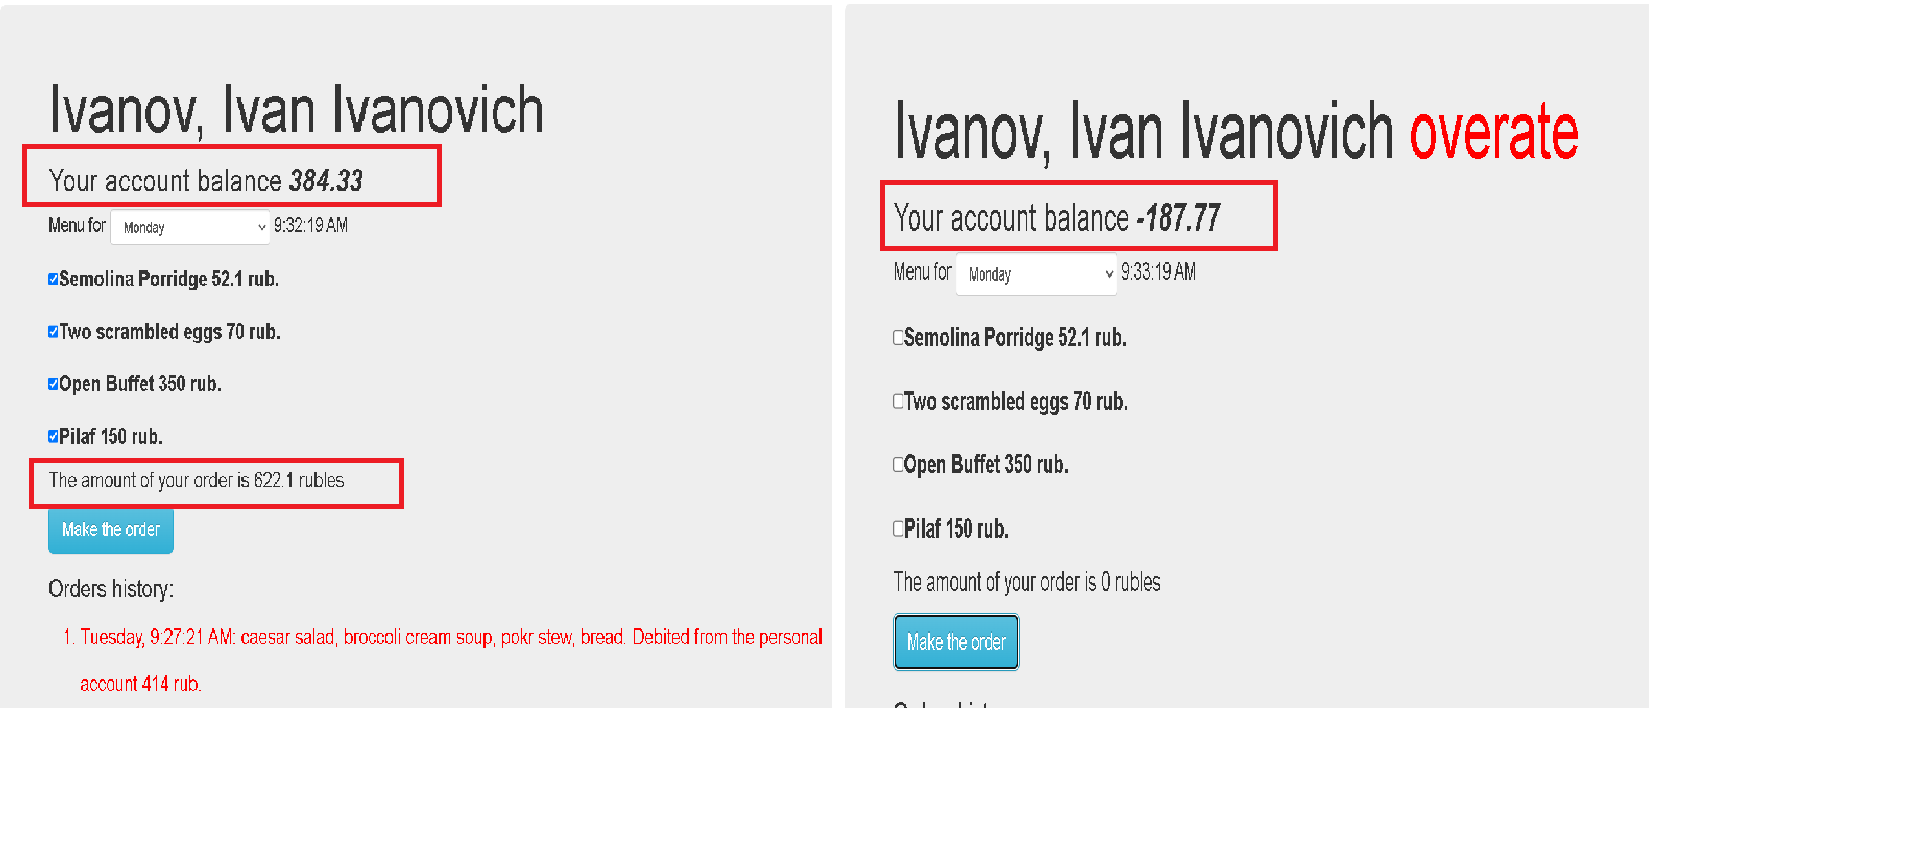 Ivanov, Ivan Ivanovich
Your account balance 384.33
Menu for Monday 9:32:19 AM
Semolina Porridge 52.1 rub.
Two scrambled eggs 70 rub.
Open Buffet 350 rub.
Pilaf 150 rub.
The amount of your order is 622.1 rubles
Make the order
Orders history:
1. Tuesday, 9:27:21 AM: caesar salad, broccoli cream soup, pokr stew, bread. Debited from the personal
account 414 rub.
Ivanov, Ivan Ivanovich overate
Your account balance -187.77
Menu for Monday 9:33:19 AM
Semolina Porridge 52.1 rub.
Two scrambled eggs 70 rub.
Open Buffet 350 rub.
Pilaf 150 rub.
The amount of your order is 0 rubles
Make the order